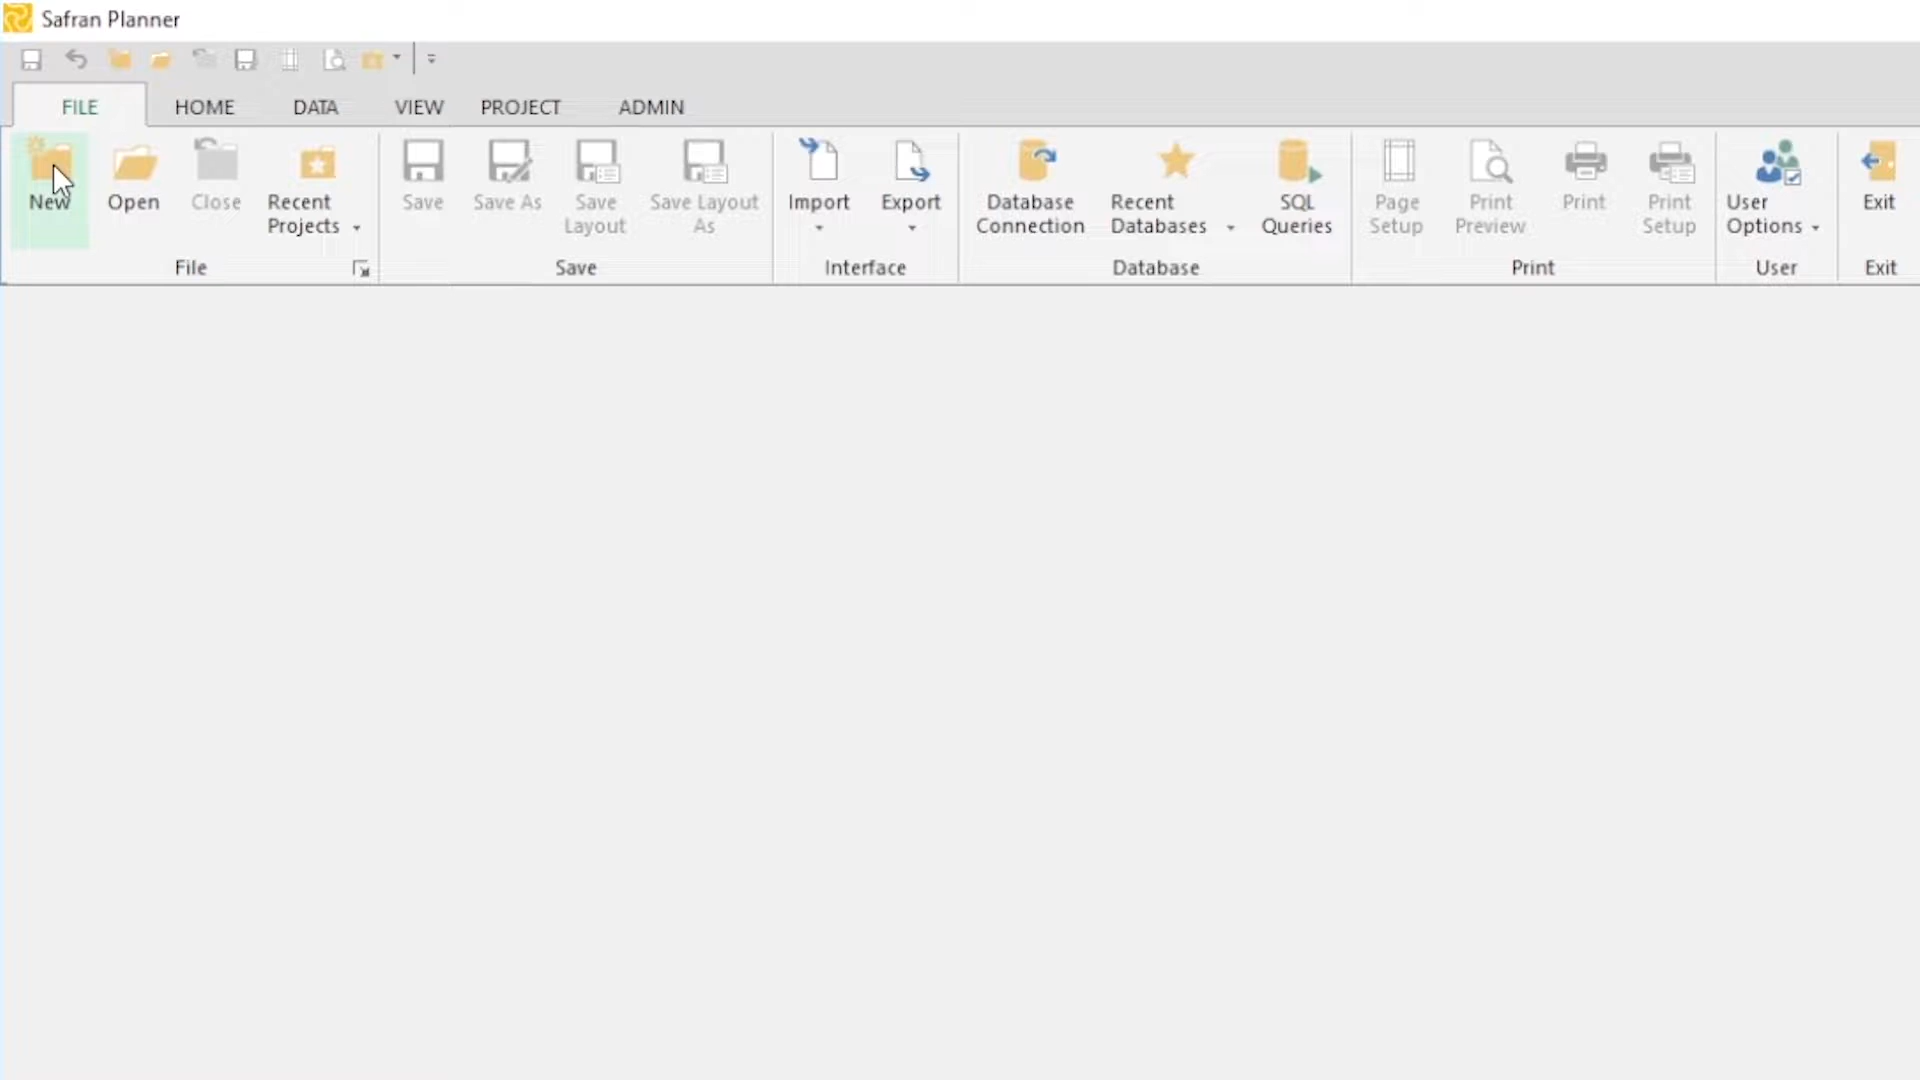 Safran Planner
FILE HOME DATA VIEW PROJECT ADMIN
New Open Close Recent Projects Save Save As Save Layout Save Layout As Import Export Database Connection Recent Databases SQL Queries Page Setup Print Preview Print Print Setup User Options Exit
File Save Interface Database Print User Exit